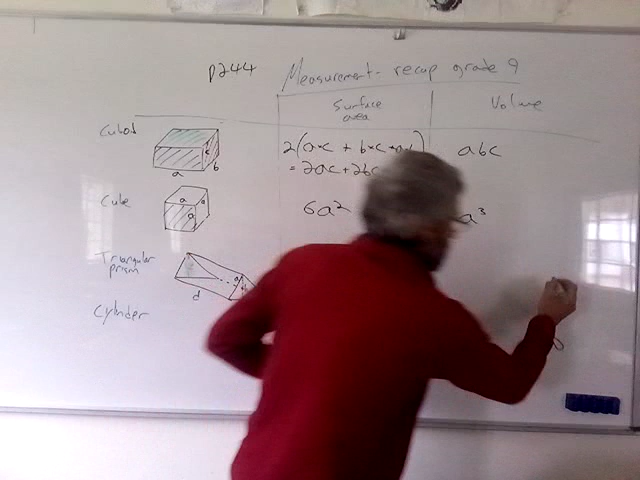 p244 Measurement - recap grade 9
Surface area
Volume
Cuboid
a
b
c
2(a×c + b×c + a×b)
= 2ac + 2bc
abc
Cube
a
a
a
6a²
a³
Triangular prism
d
a
Cylinder